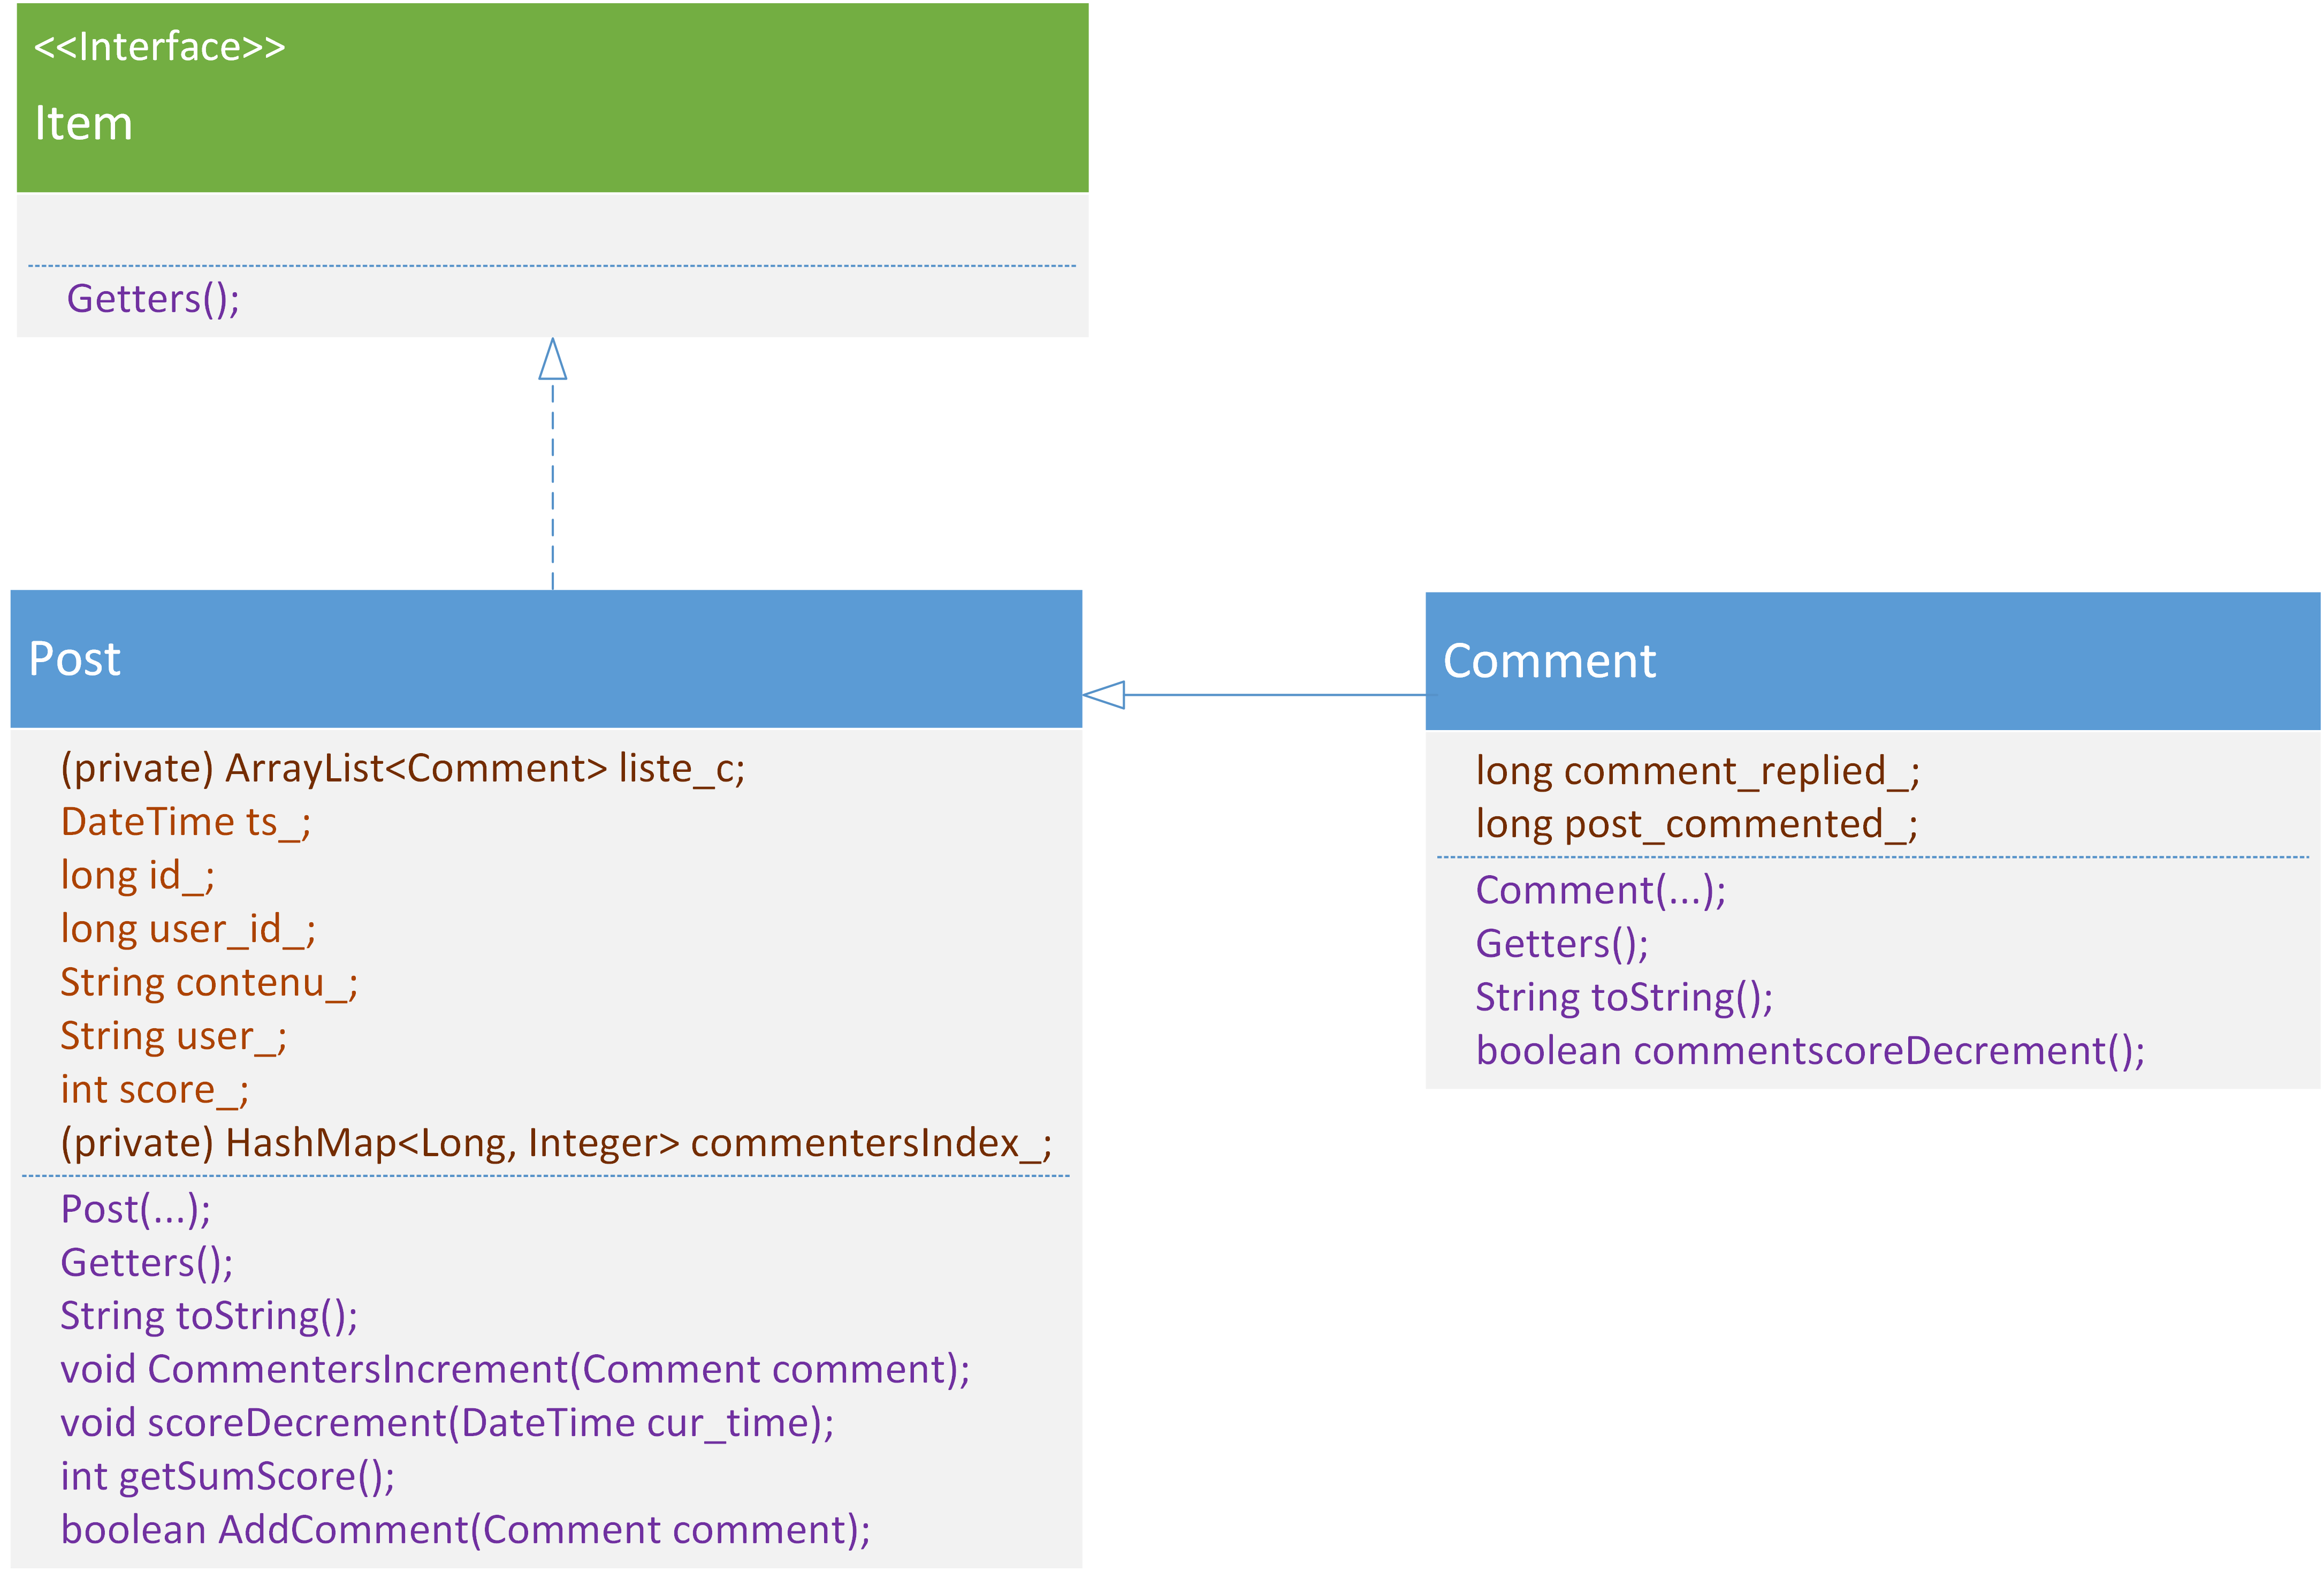 <<Interface>>
Item
Getters();
Post
(private) ArrayList<Comment> liste_c;
DateTime ts_;
long id_;
long user_id_;
String contenu_;
String user_;
int score_;
(private) HashMap<Long, Integer> commentersIndex_;
Post(...);
Getters();
String toString();
void CommentersIncrement(Comment comment);
void scoreDecrement(DateTime cur_time);
int getSumScore();
boolean AddComment(Comment comment);
Comment
long comment_replied_;
long post_commented_;
Comment(...);
Getters();
String toString();
boolean commentscoreDecrement();